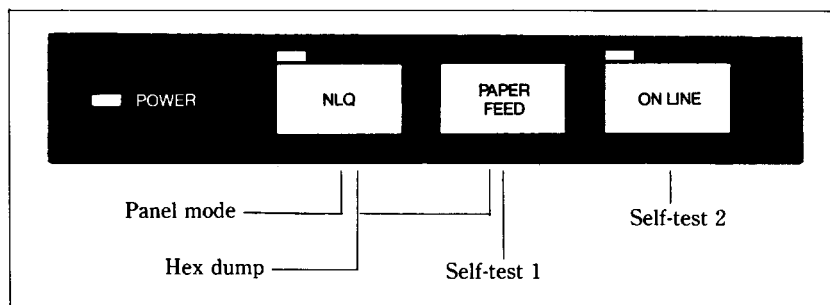 POWER
NLQ
PAPER
FEED
ON LINE
Panel mode
Self-test 2
Hex dump
Self-test 1